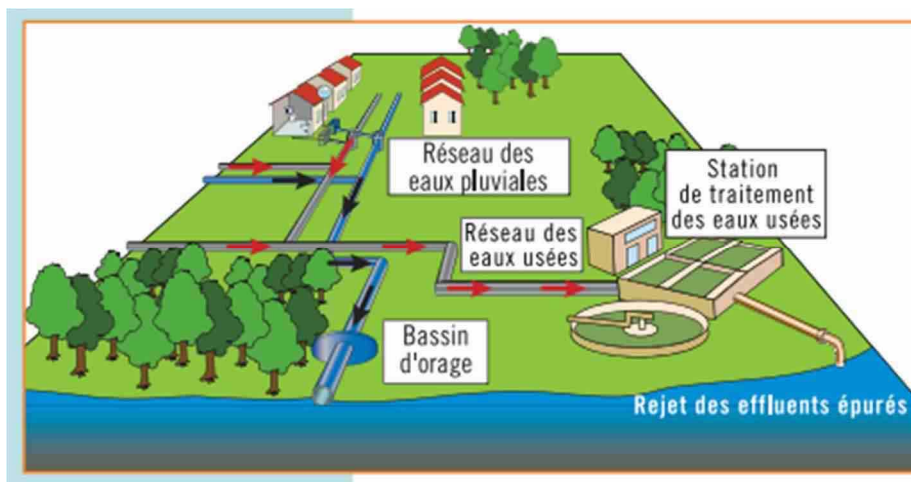 Réseau des
eaux pluviales
Station
de traitement
des eaux usées
Réseau des
eaux usées
Bassin
d'orage
Rejet des effluents épurés